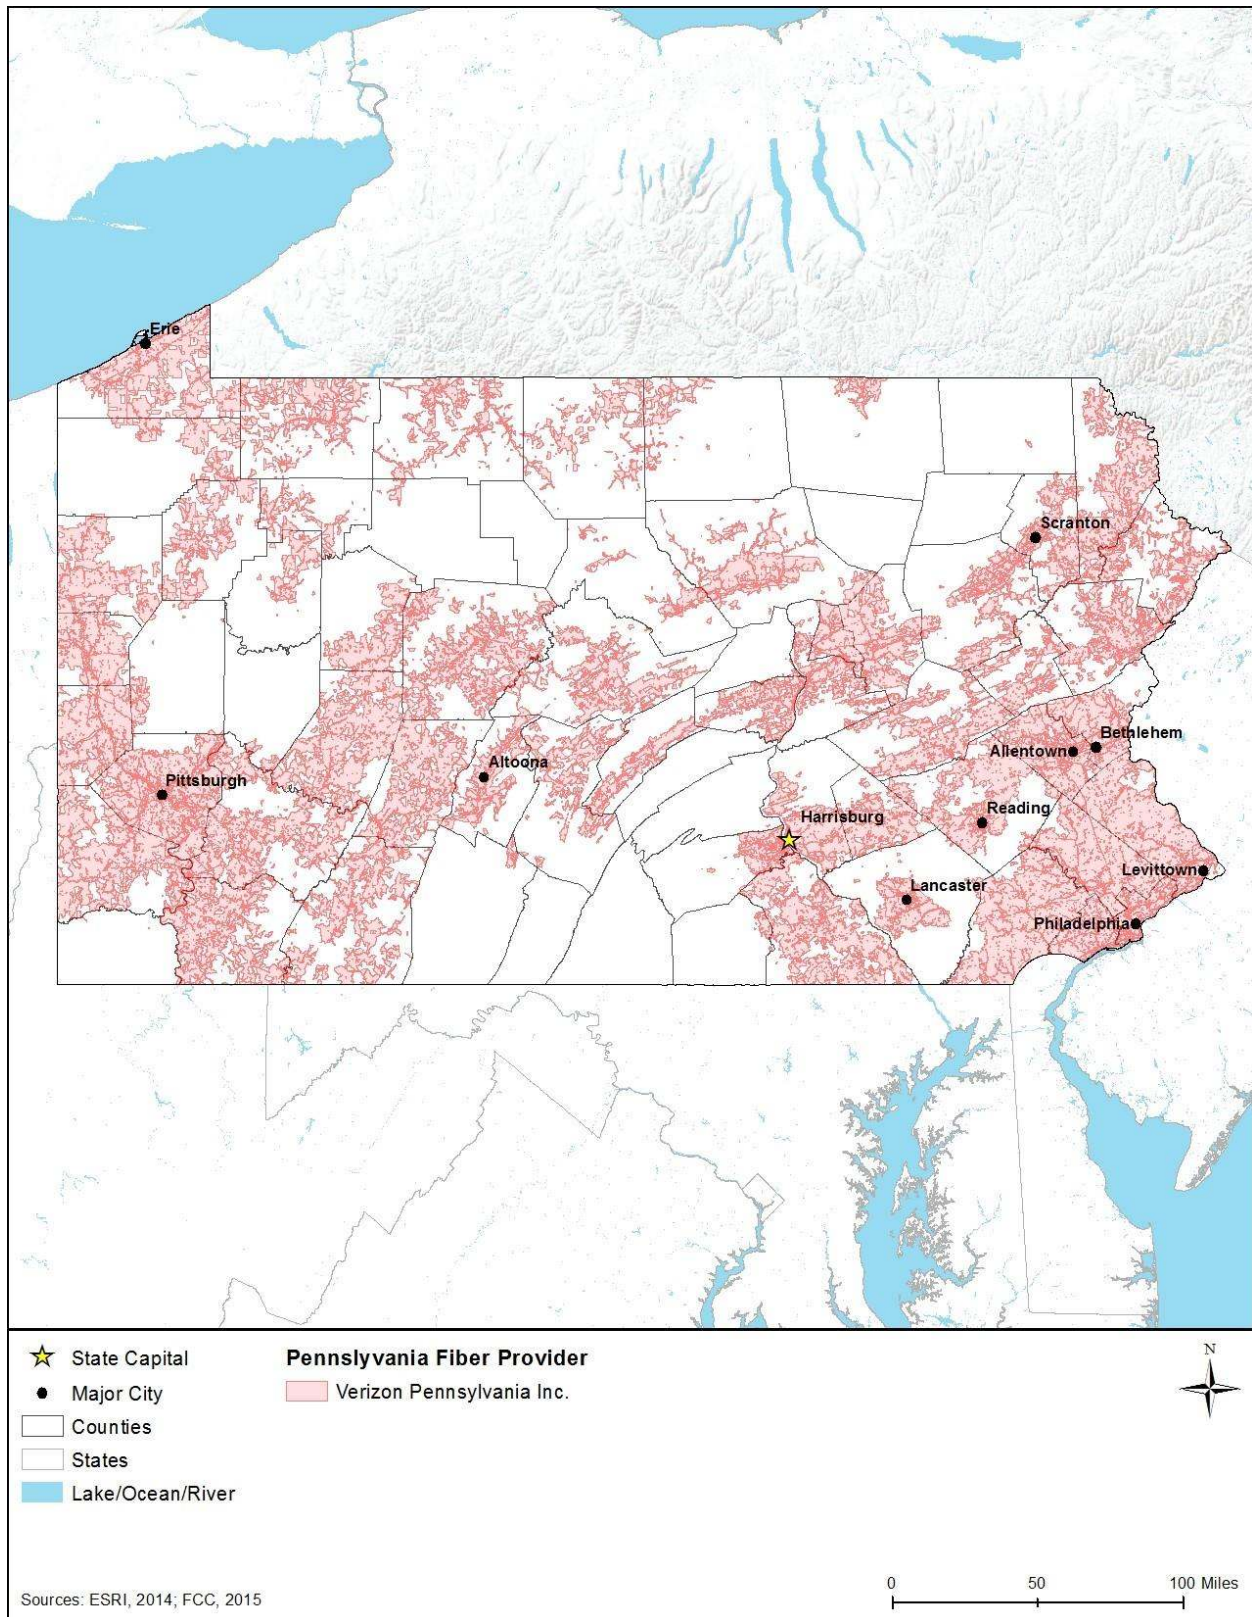 Erie
Scranton
Bethlehem
Allentown
Altoona
Pittsburgh
Reading
Harrisburg
Levittown
Lancaster
Philadelphia
State Capital
Major City
Counties
States
Lake/Ocean/River
Pennslyvania Fiber Provider
Verizon Pennsylvania Inc.
N
0 50 100 Miles
Sources: ESRI, 2014; FCC, 2015